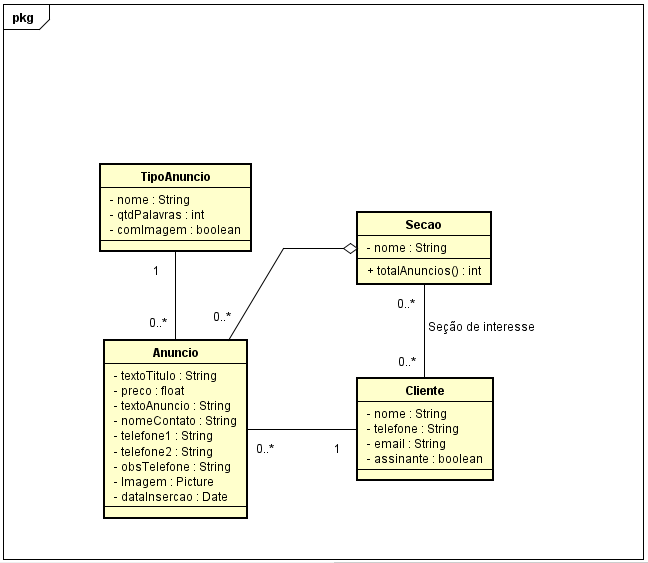 pkg
TipoAnuncio
- nome : String
- qtdPalavras : int
- comImagem : boolean
1
0..*
Secao
- nome : String
+ totalAnuncios() : int
0..*
0..*
Seção de interesse
0..*
Anuncio
- textoTitulo : String
- preco : float
- textoAnuncio : String
- nomeContato : String
- telefone1 : String
- telefone2 : String
- obsTelefone : String
- Imagem : Picture
- dataInsercao : Date
0..*
1
Cliente
- nome : String
- telefone : String
- email : String
- assinante : boolean